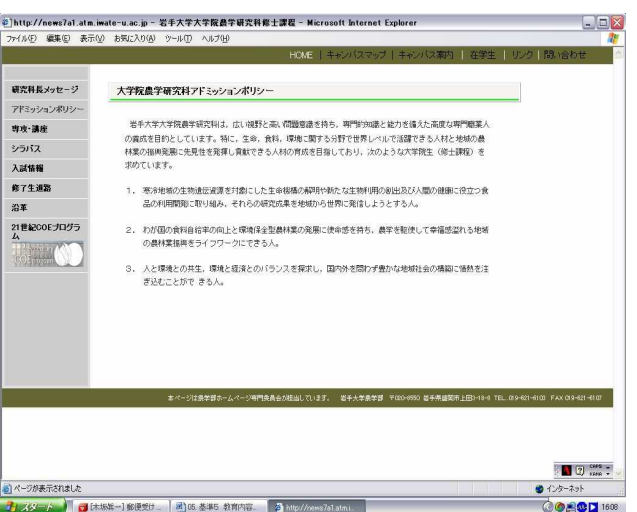 http://news7a1.atm.iwate-u.ac.jp - 岩手大学大学院農学研究科修士課程 - Microsoft Internet Explorer
ファイル(F) 編集(E) 表示(V) お気に入り(A) ツール(T) ヘルプ(H)
HOME | キャンパスマップ | キャンパス案内 | 在学生 | リンク | 問い合わせ
研究科長メッセージ
アドミッションポリシー
専攻・講座
シラバス
入試情報
修了生進路
沿革
21世紀COEプログラ
ム
大学院農学研究科アドミッションポリシー
岩手大学大学院農学研究科は、広い視野と高い問題意識を持ち、専門的知識と能力を備えた高度な専門職業人
の養成を目的としています。特に、生命、食料、環境に関する分野で世界レベルで活躍できる人材と地域の農
林業の振興発展に先見性を発揮し貢献できる人材の育成を目指しており、次のような大学院生（修士課程）を
求めています。
1. 寒冷地域の生物遺伝資源を対象にした生命機構の解明や新たな生物利用の創出及び人間の健康に役立つ食
品の利用開発に取り組み、それらの研究成果を地域から世界に発信しようとする人。
2. わが国の食料自給率の向上と環境保全型農林業の発展に使命感を持ち、農学を駆使して幸福感溢れる地域
の農林業振興をライフワークにできる人。
3. 人と環境との共生、環境と経済とのバランスを探求し、国内外を問わず豊かな地域社会の構築に情熱を注
ぎ込むことができる人。
本ページは農学部ホームページ専門委員会が担当しています。 岩手大学農学部 〒020-8550 岩手県盛岡市上田3-18-8 TEL.019-621-6103 FAX 019-621-6107
ページが表示されました
インターネット
CAPS
KANA
スタート
05. 基準5 教育内容..
http://news7a1.atm.i...
16:08